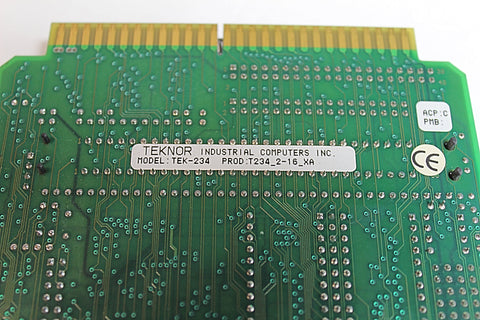 ACP:C
PMB:
TEKNOR INDUSTRIAL COMPUTERS INC.
MODEL:TEK-234 PROD:T234_2-16_XA
CE